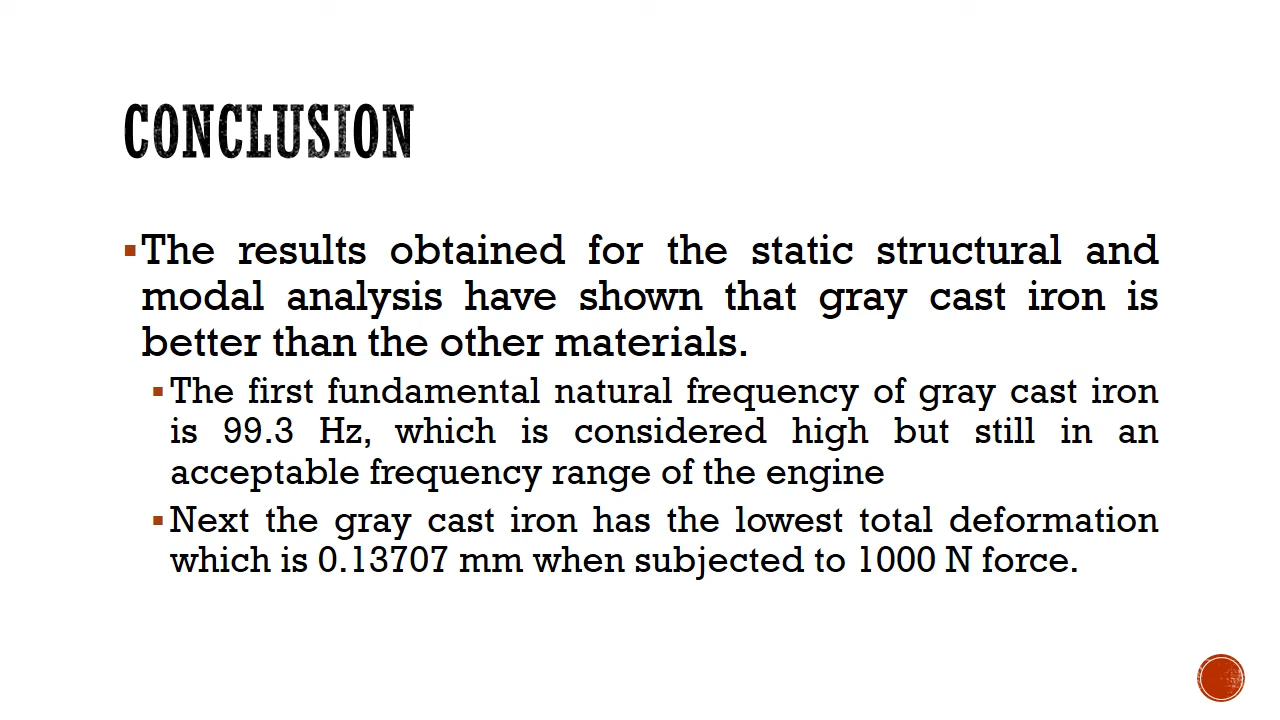 CONCLUSION
▪The results obtained for the static structural and
modal analysis have shown that gray cast iron is
better than the other materials.
▪The first fundamental natural frequency of gray cast iron
is 99.3 Hz, which is considered high but still in an
acceptable frequency range of the engine
▪Next the gray cast iron has the lowest total deformation
which is 0.13707 mm when subjected to 1000 N force.